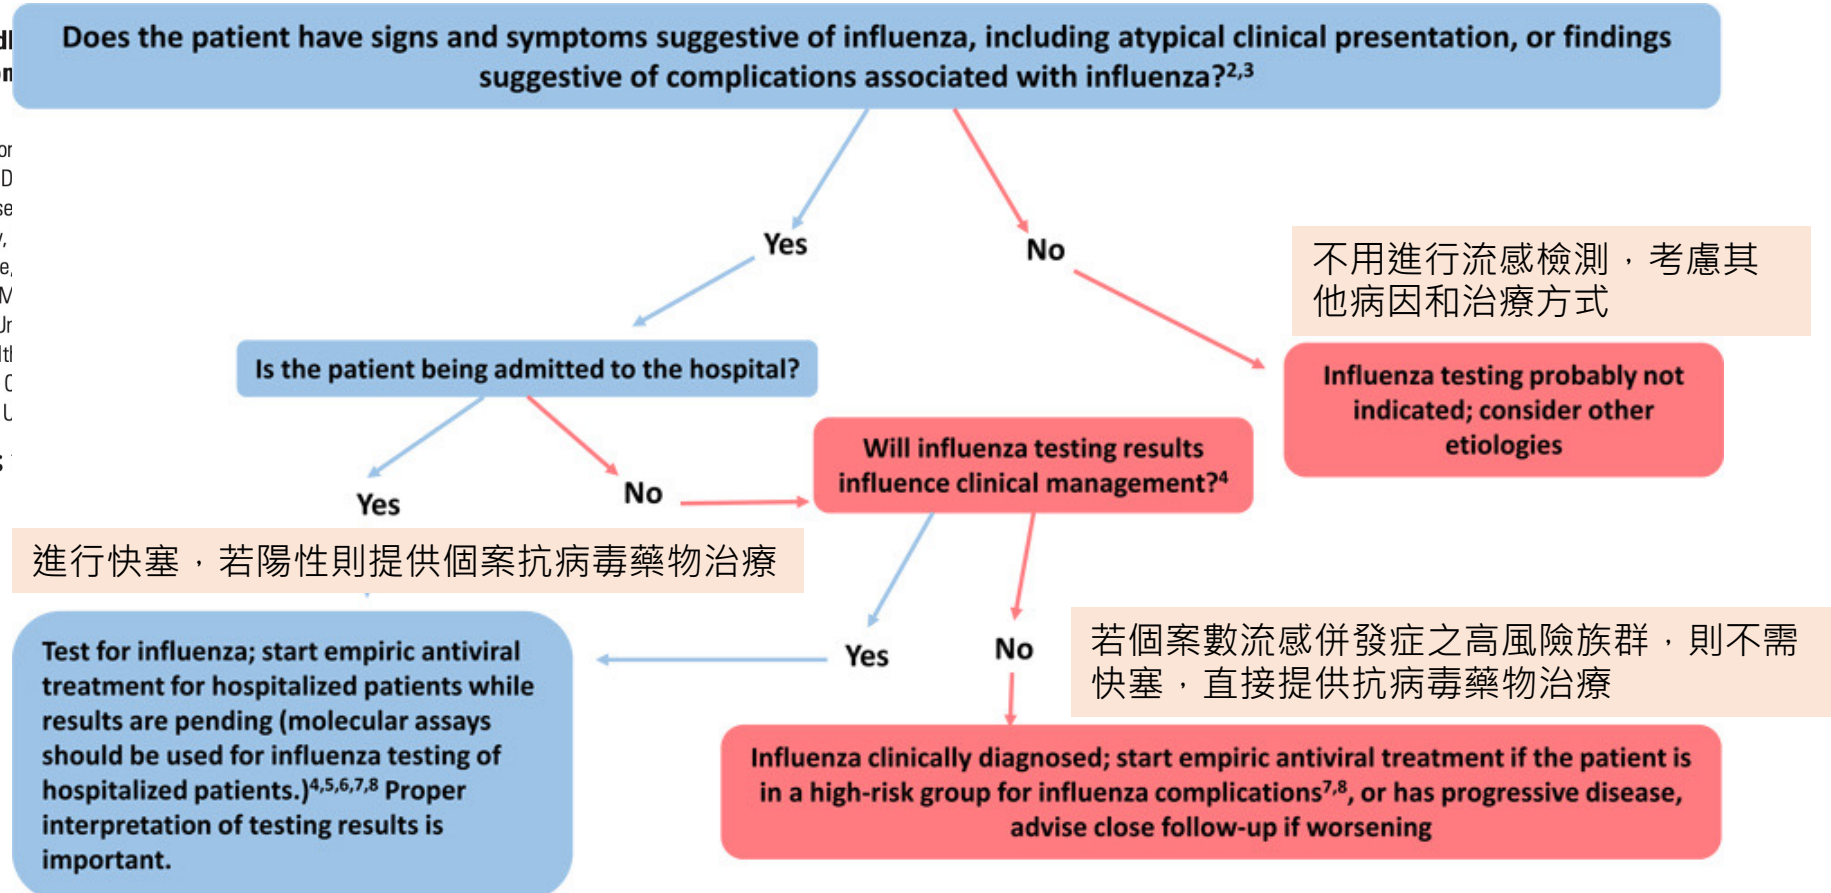 Does the patient have signs and symptoms suggestive of influenza, including atypical clinical presentation, or findings
suggestive of complications associated with influenza?2,3
Yes
No
不用進行流感檢測，考慮其
他病因和治療方式
Is the patient being admitted to the hospital?
Influenza testing probably not
indicated; consider other
etiologies
Will influenza testing results
influence clinical management?4
Yes
No
進行快塞，若陽性則提供個案抗病毒藥物治療
Test for influenza; start empiric antiviral
treatment for hospitalized patients while
results are pending (molecular assays
should be used for influenza testing of
hospitalized patients.)4,5,6,7,8 Proper
interpretation of testing results is
important.
Yes
No
若個案數流感併發症之高風險族群，則不需
快塞，直接提供抗病毒藥物治療
Influenza clinically diagnosed; start empiric antiviral treatment if the patient is
in a high-risk group for influenza complications7,8, or has progressive disease,
advise close follow-up if worsening